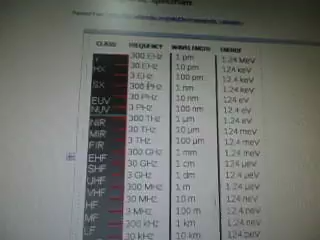 CLASS FREQUENCY WAVELENGTH ENERGY
Y 300 EHz 1 pm 1.24 MeV
HX 30 EHz 10 pm 124 keV
3 EHz 100 pm 12.4 keV
SX 300 PHz 1 nm 1.24 keV
EUV 30 PHz 10 nm 124 eV
NUV 3 PHz 100 nm 12.4 eV
NIR 300 THz 1 µm 1.24 eV
MIR 30 THz 10 µm 124 meV
FIR 3 THz 100 µm 12.4 meV
EHF 300 GHz 1 mm 1.24 meV
SHF 30 GHz 1 cm 124 µeV
UHF 3 GHz 1 dm 12.4 µeV
VHF 300 MHz 1 m 1.24 µeV
HF 30 MHz 10 m 124 neV
MF 3 MHz 100 m 12.4 neV
LF 300 kHz 1 km 1.24 neV
30 kHz 10 km 124